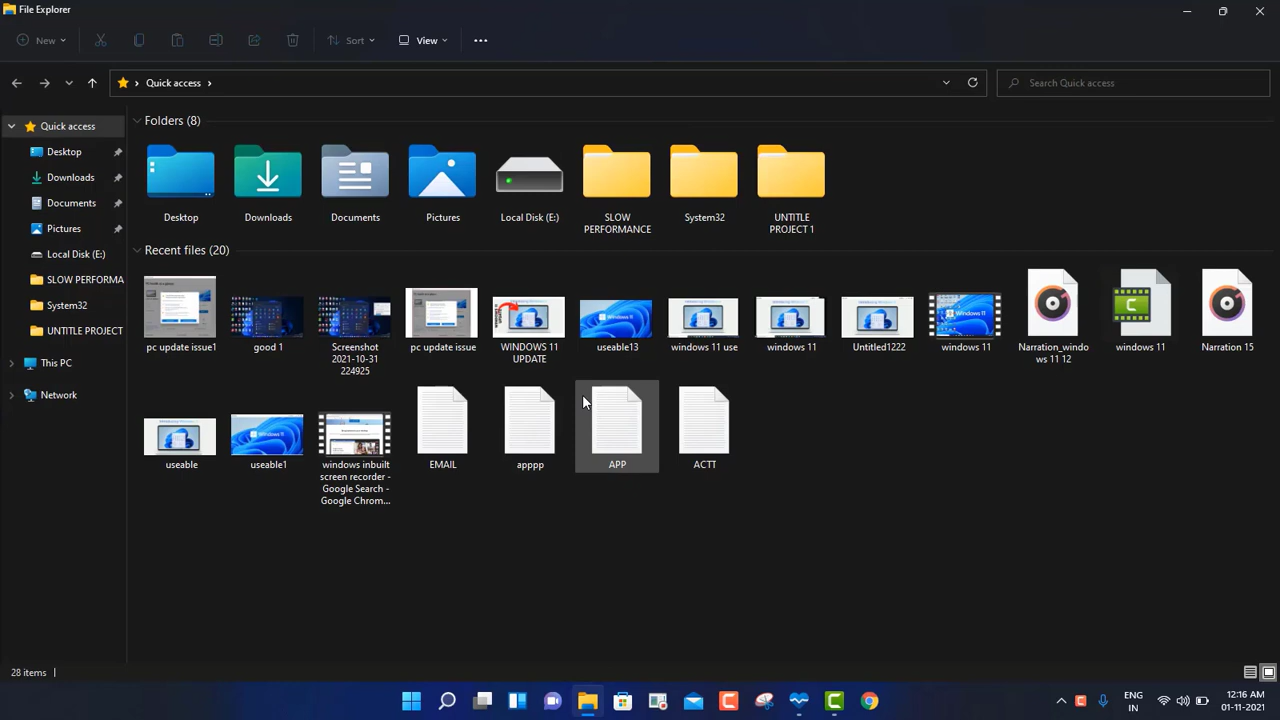 File Explorer
New
Sort
View
Quick access
Search Quick access
Quick access
Desktop
Downloads
Documents
Pictures
Local Disk (E:)
SLOW PERFORMA
System32
UNTITLE PROJECT
This PC
Network
Folders (8)
Desktop
Downloads
Documents
Pictures
Local Disk (E:)
SLOW
PERFORMANCE
System32
UNTITLE
PROJECT 1
Recent files (20)
pc update issue1
good 1
Screenshot
2021-10-31
224925
pc update issue
WINDOWS 11
UPDATE
useable13
windows 11 use
windows 11
Untitled1222
windows 11
Narration_windo
ws 11 12
windows 11
Narration 15
useable
useable1
windows inbuilt
screen recorder -
Google Search -
Google Chrom...
EMAIL
apppp
APP
ACTT
28 items
ENG
IN
12:16 AM
01-11-2021